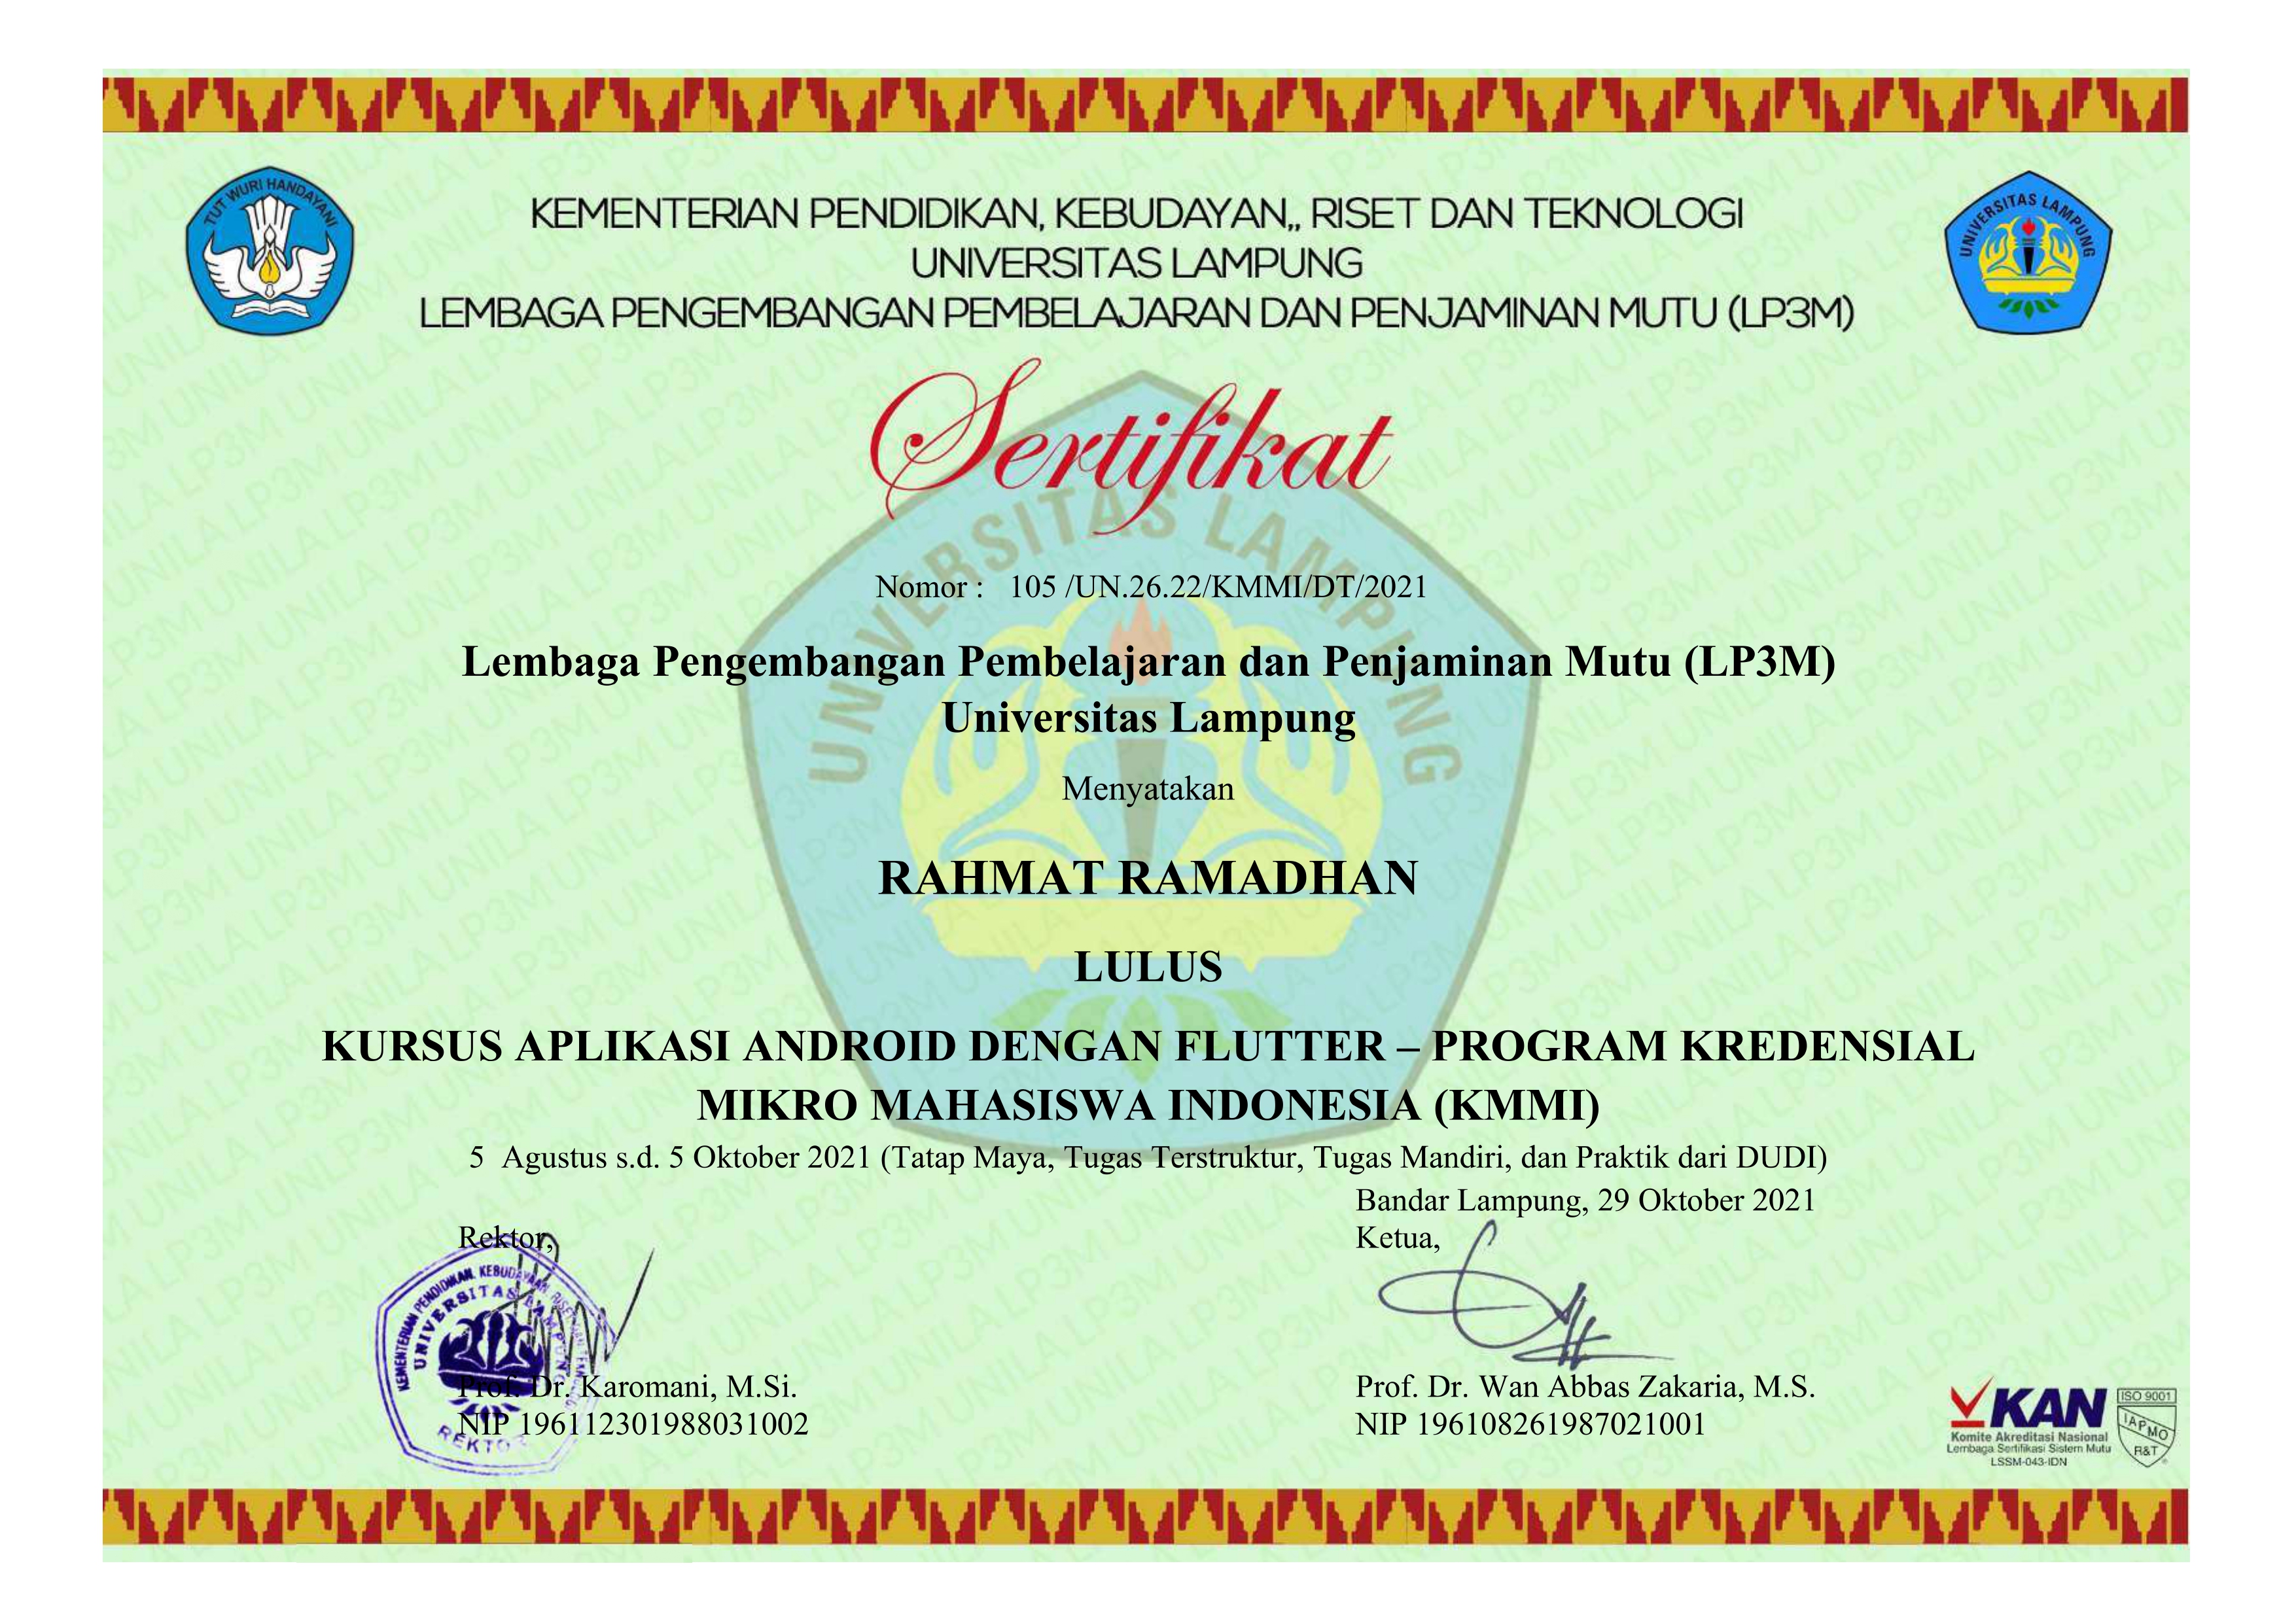 TUT WURI HANDAYANI
KEMENTERIAN PENDIDIKAN, KEBUDAYAN,, RISET DAN TEKNOLOGI
UNIVERSITAS LAMPUNG
LEMBAGA PENGEMBANGAN PEMBELAJARAN DAN PENJAMINAN MUTU (LP3M)
UNIVERSITAS LAMPUNG
Sertifikat
UNIVERSITAS LAMPUNG
Nomor : 105 /UN.26.22/KMMI/DT/2021
Lembaga Pengembangan Pembelajaran dan Penjaminan Mutu (LP3M)
Universitas Lampung
Menyatakan
RAHMAT RAMADHAN
LULUS
KURSUS APLIKASI ANDROID DENGAN FLUTTER – PROGRAM KREDENSIAL
MIKRO MAHASISWA INDONESIA (KMMI)
5 Agustus s.d. 5 Oktober 2021 (Tatap Maya, Tugas Terstruktur, Tugas Mandiri, dan Praktik dari DUDI)
Bandar Lampung, 29 Oktober 2021
Rektor,
Ketua,
KEMENTERIAN PENDIDIKAN, KEBUDAYAAN, RISET
UNIVERSITAS LAMPUNG
REKTOR
Prof. Dr. Karomani, M.Si.
NIP 196112301988031002
Prof. Dr. Wan Abbas Zakaria, M.S.
NIP 196108261987021001
KAN
Komite Akreditasi Nasional
Lembaga Sertifikasi Sistem Mutu
LSSM-043-IDN
ISO 9001
IAPMO
R&T